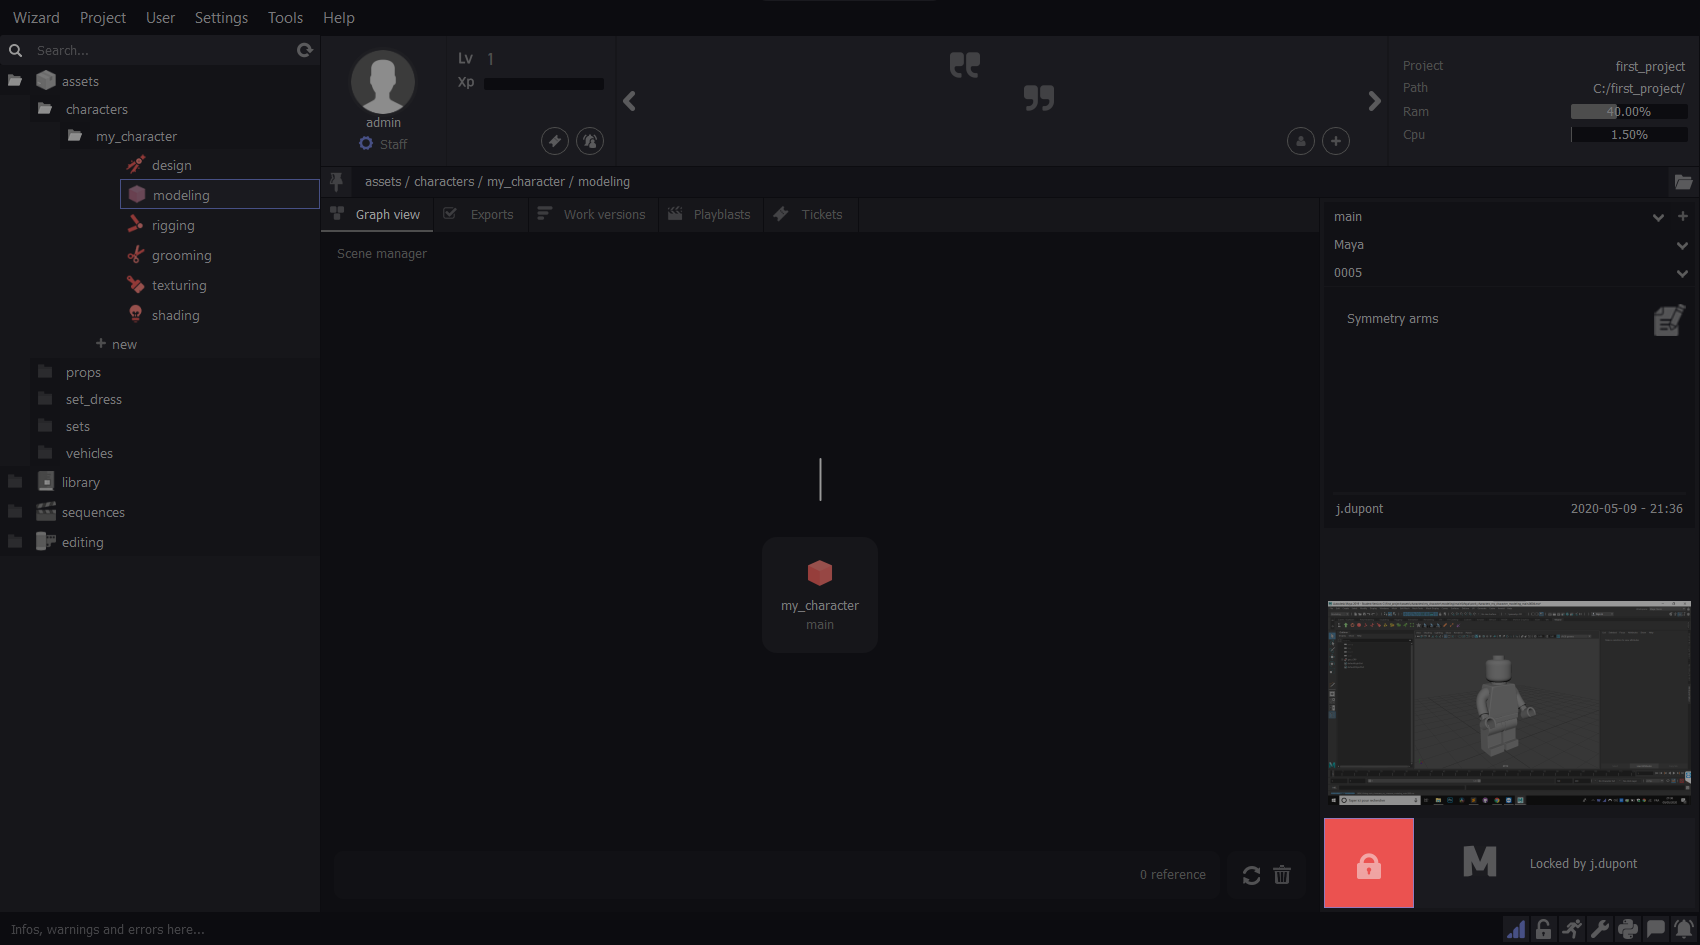 Wizard Project User Settings Tools Help
Search...
assets
characters
my_character
design
modeling
rigging
grooming
texturing
shading
+ new
props
set_dress
sets
vehicles
library
sequences
editing
admin
Staff
Lv 1
Xp
Project first_project
Path C:/first_project/
Ram 40.00%
Cpu 1.50%
assets / characters / my_character / modeling
Graph view Exports Work versions Playblasts Tickets
Scene manager
my_character
main
0 reference
main
Maya
0005
Symmetry arms
j.dupont 2020-05-09 - 21:36
Locked by j.dupont
Infos, warnings and errors here...